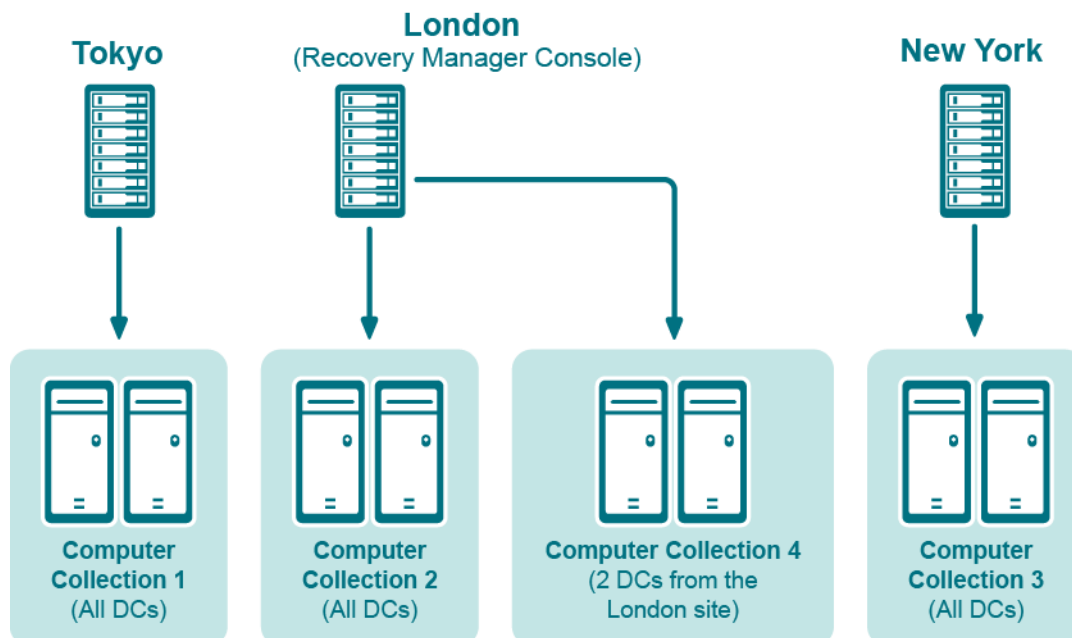 Tokyo
London
(Recovery Manager Console)
New York
Computer
Collection 1
(All DCs)
Computer
Collection 2
(All DCs)
Computer Collection 4
(2 DCs from the
London site)
Computer
Collection 3
(All DCs)